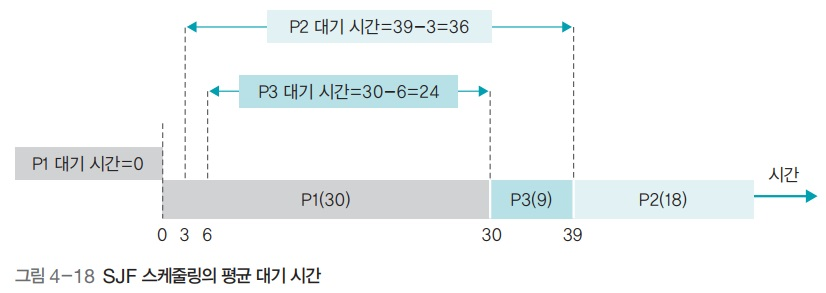 P2 대기 시간=39-3=36
P3 대기 시간=30-6=24
P1 대기 시간=0
시간
P1(30)
P3(9)
P2(18)
0 3 6 30 39
그림 4-18 SJF 스케줄링의 평균 대기 시간